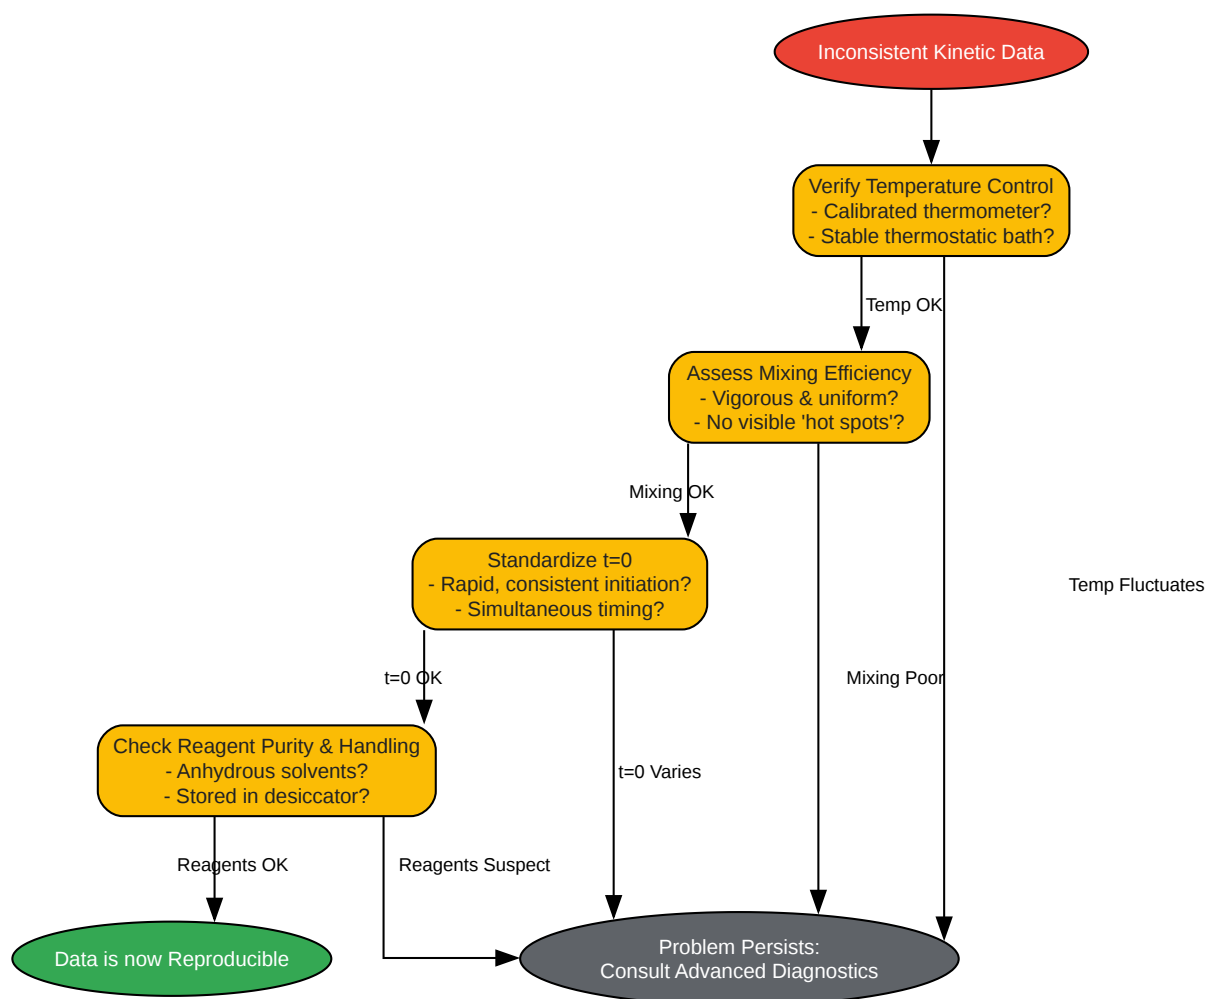 Inconsistent Kinetic Data
Verify Temperature Control
- Calibrated thermometer?
- Stable thermostatic bath?
Temp OK
Assess Mixing Efficiency
- Vigorous & uniform?
- No visible 'hot spots'?
Mixing OK
Standardize t=0
- Rapid, consistent initiation?
- Simultaneous timing?
Temp Fluctuates
t=0 OK
Mixing Poor
Check Reagent Purity & Handling
- Anhydrous solvents?
- Stored in desiccator?
t=0 Varies
Reagents OK
Reagents Suspect
Data is now Reproducible
Problem Persists:
Consult Advanced Diagnostics